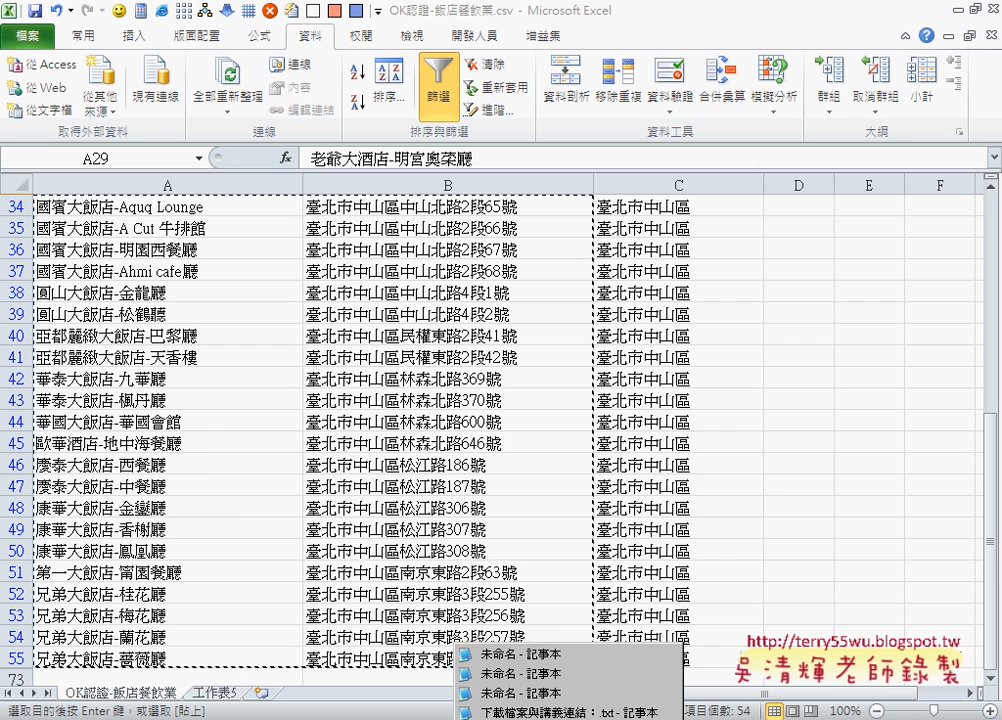 OK認證-飯店餐飲業.csv - Microsoft Excel
檔案 常用 插入 版面配置 公式 資料 校閱 檢視 開發人員 增益集
從 Access 從 Web 從文字檔 從其他來源 現有連線 全部重新整理 連線 內容 編輯連結 排序... 篩選 清除 重新套用 進階... 資料剖析 移除重複 資料驗證 合併彙算 模擬分析 群組 取消群組 小計
取得外部資料 連線 排序與篩選 資料工具 大綱
A29 fx 老爺大酒店-明宮奧菜廳
A B C D E F
34 國賓大飯店-Aquq Lounge 臺北市中山區中山北路2段65號 臺北市中山區
35 國賓大飯店-A Cut 牛排館 臺北市中山區中山北路2段66號 臺北市中山區
36 國賓大飯店-明園西餐廳 臺北市中山區中山北路2段67號 臺北市中山區
37 國賓大飯店-Ahmi cafe廳 臺北市中山區中山北路2段68號 臺北市中山區
38 圓山大飯店-金龍廳 臺北市中山區中山北路4段1號 臺北市中山區
39 圓山大飯店-松鶴廳 臺北市中山區中山北路4段2號 臺北市中山區
40 亞都麗緻大飯店-巴黎廳 臺北市中山區民權東路2段41號 臺北市中山區
41 亞都麗緻大飯店-天香樓 臺北市中山區民權東路2段42號 臺北市中山區
42 華泰大飯店-九華廳 臺北市中山區林森北路369號 臺北市中山區
43 華泰大飯店-楓丹廳 臺北市中山區林森北路370號 臺北市中山區
44 華國大飯店-華國會館 臺北市中山區林森北路600號 臺北市中山區
45 歐華酒店-地中海餐廳 臺北市中山區林森北路646號 臺北市中山區
46 慶泰大飯店-西餐廳 臺北市中山區松江路186號 臺北市中山區
47 慶泰大飯店-中餐廳 臺北市中山區松江路187號 臺北市中山區
48 康華大飯店-金鑾廳 臺北市中山區松江路306號 臺北市中山區
49 康華大飯店-香榭廳 臺北市中山區松江路307號 臺北市中山區
50 康華大飯店-鳳凰廳 臺北市中山區松江路308號 臺北市中山區
51 第一大飯店-甯園餐廳 臺北市中山區南京東路2段63號 臺北市中山區
52 兄弟大飯店-桂花廳 臺北市中山區南京東路3段255號 臺北市中山區
53 兄弟大飯店-梅花廳 臺北市中山區南京東路3段256號 臺北市中山區
54 兄弟大飯店-蘭花廳 臺北市中山區南京東路3段257號 臺北市中山區
55 兄弟大飯店-薔薇廳 臺北市中山區南京東路
73
未命名 - 記事本
未命名 - 記事本
未命名 - 記事本
下載檔案與講義連結：.txt - 記事本
http://terry55wu.blogspot.tw
吳清輝老師錄製
OK認證-飯店餐飲業 工作表5
選取目的後按 Enter 鍵，或選取 [貼上] 項目個數: 54 100%